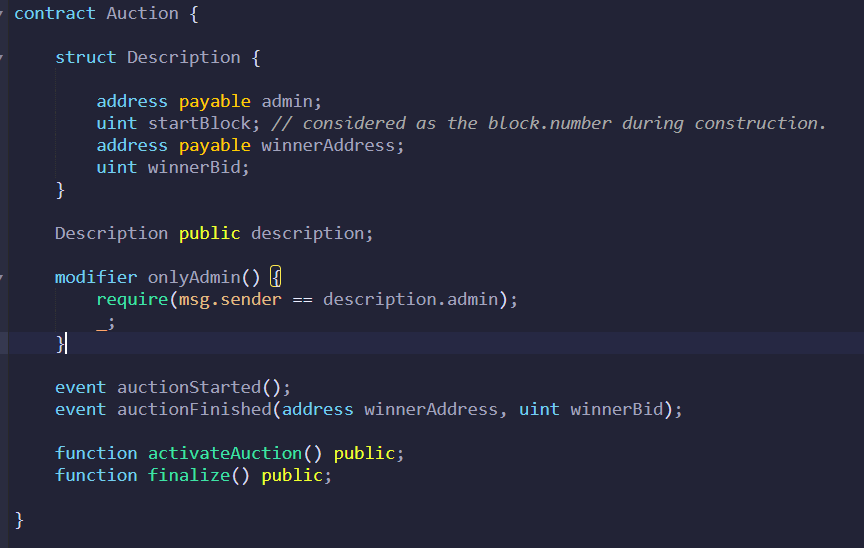 contract Auction {
struct Description {
address payable admin;
uint startBlock; // considered as the block.number during construction.
address payable winnerAddress;
uint winnerBid;
}
Description public description;
modifier onlyAdmin() {
require(msg.sender == description.admin);
_;
}
event auctionStarted();
event auctionFinished(address winnerAddress, uint winnerBid);
function activateAuction() public;
function finalize() public;
}